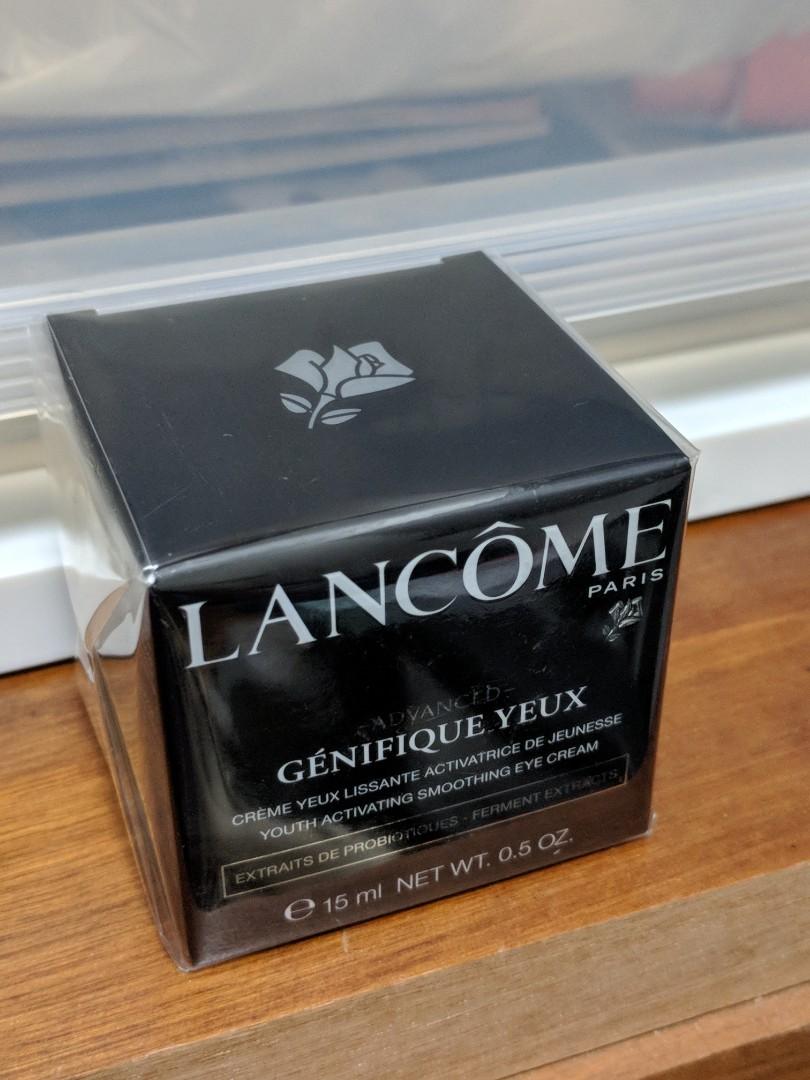 LANCÔME
PARIS
ADVANCED
GÉNIFIQUE YEUX
CRÈME YEUX LISSANTE ACTIVATRICE DE JEUNESSE
YOUTH ACTIVATING SMOOTHING EYE CREAM
EXTRAITS DE PROBIOTIQUES - FERMENT EXTRACTS
℮ 15 ml NET WT. 0.5 OZ.